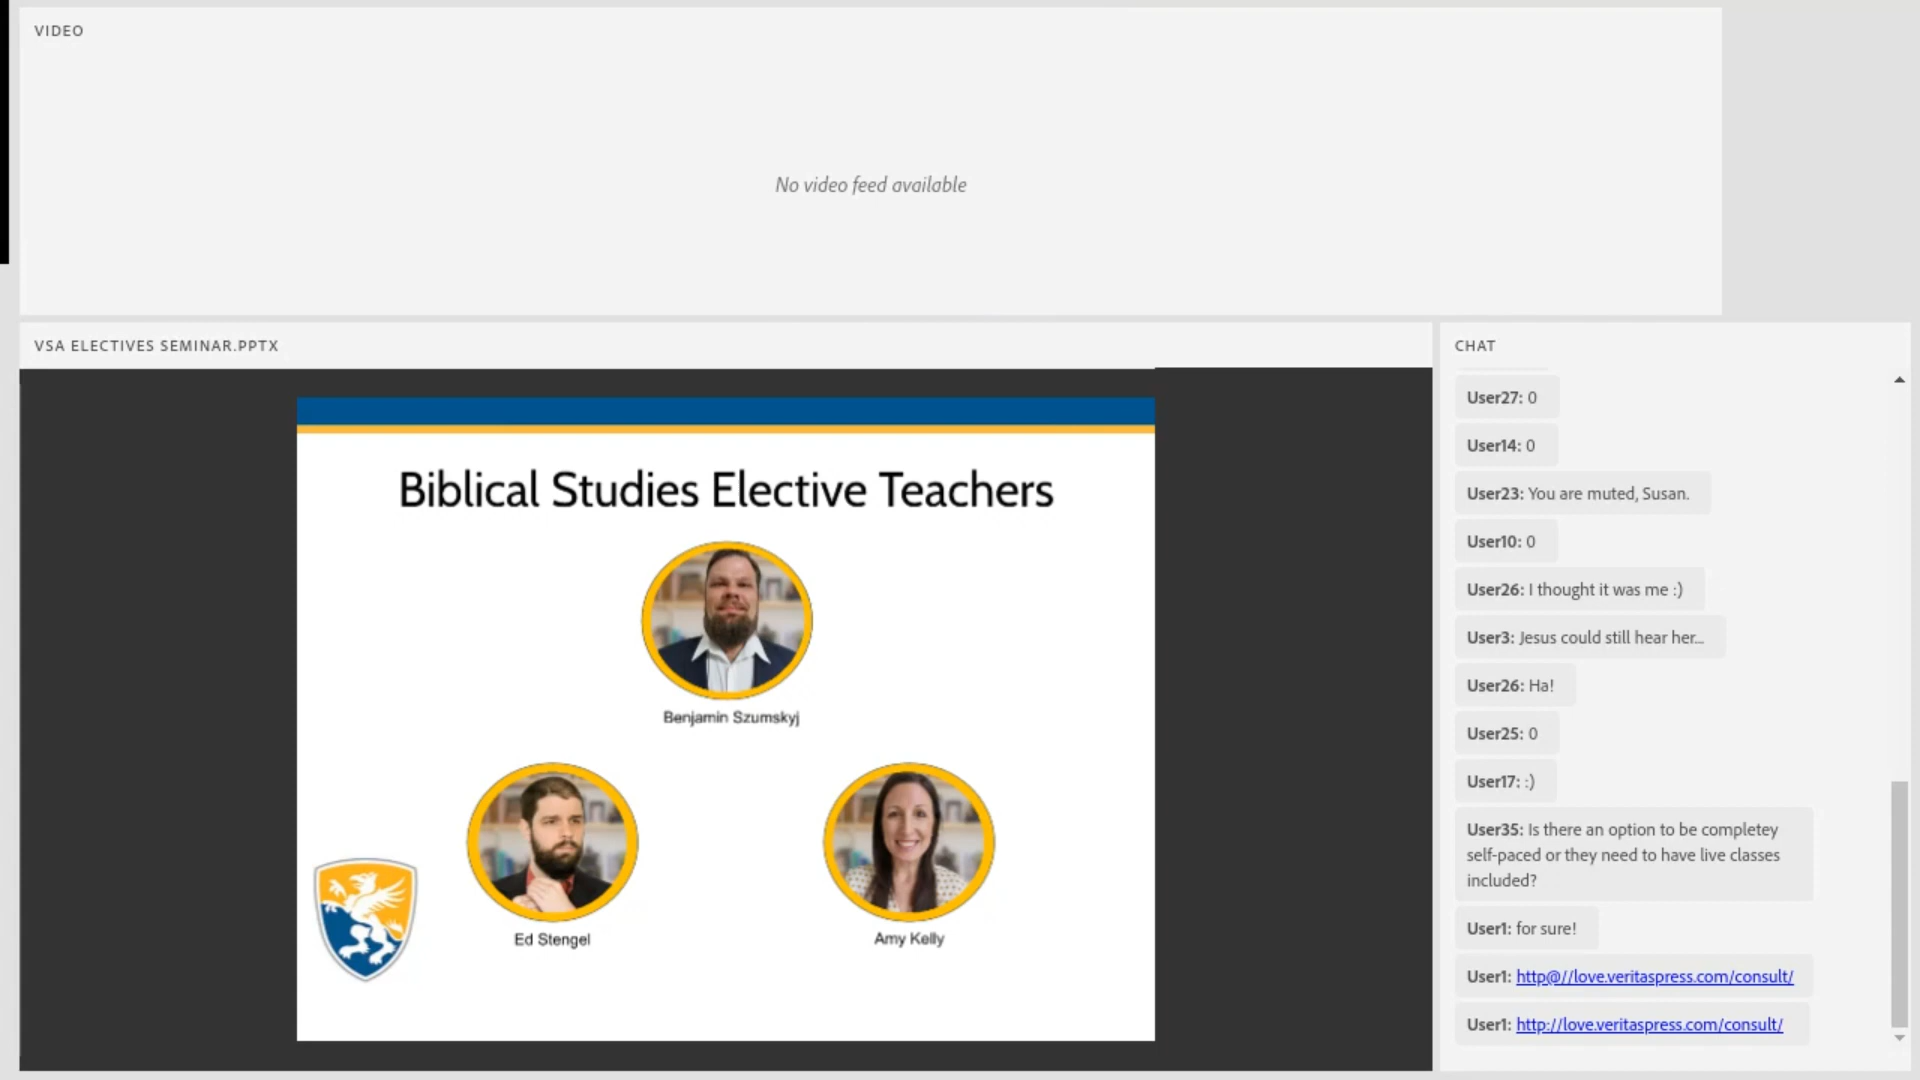 VIDEO
No video feed available
VSA ELECTIVES SEMINAR.PPTX
Biblical Studies Elective Teachers
Benjamin Szumskyj
Ed Stengel
Amy Kelly
CHAT
User27: 0
User14: 0
User23: You are muted, Susan.
User10: 0
User26: I thought it was me :)
User3: Jesus could still hear her...
User26: Ha!
User25: 0
User17: :)
User35: Is there an option to be completey
self-paced or they need to have live classes
included?
User1: for sure!
User1: http@//love.veritaspress.com/consult/
User1: http://love.veritaspress.com/consult/